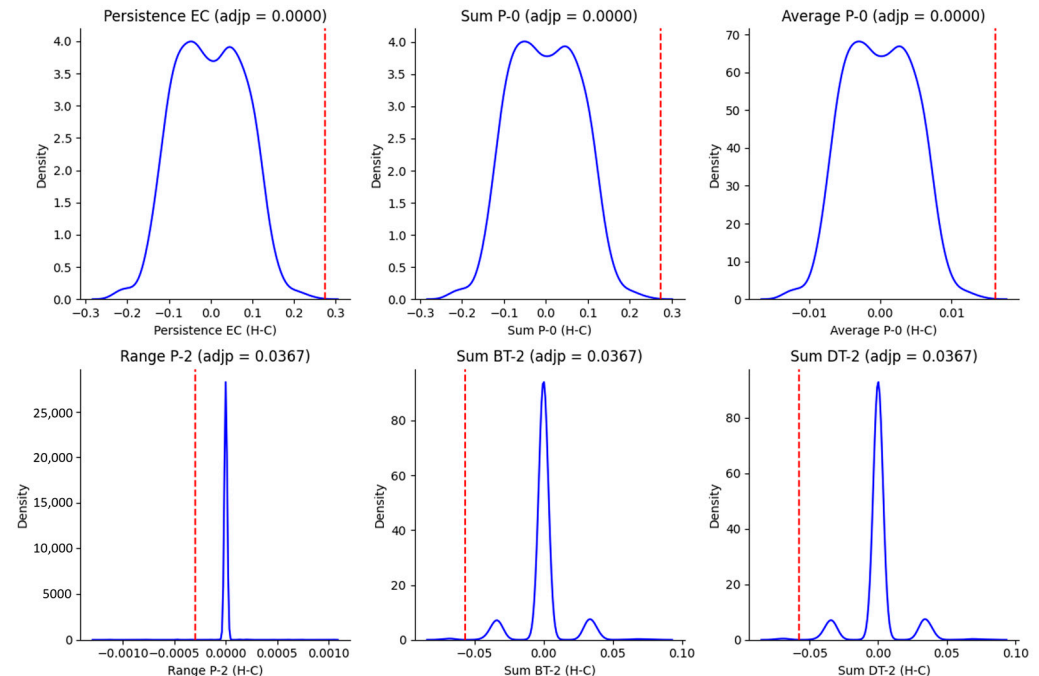 Persistence EC (adjp = 0.0000)
Density
4.0
3.5
3.0
2.5
2.0
1.5
1.0
0.5
0.0
−0.3 −0.2 −0.1 0.0 0.1 0.2 0.3
Persistence EC (H-C)
Sum P-0 (adjp = 0.0000)
Density
4.0
3.5
3.0
2.5
2.0
1.5
1.0
0.5
0.0
−0.3 −0.2 −0.1 0.0 0.1 0.2 0.3
Sum P-0 (H-C)
Average P-0 (adjp = 0.0000)
Density
70
60
50
40
30
20
10
0
−0.01 0.00 0.01
Average P-0 (H-C)
Range P-2 (adjp = 0.0367)
Density
25,000
20,000
15,000
10,000
5000
0
−0.0010 −0.0005 0.0000 0.0005 0.0010
Range P-2 (H-C)
Sum BT-2 (adjp = 0.0367)
Density
80
60
40
20
0
−0.05 0.00 0.05 0.10
Sum BT-2 (H-C)
Sum DT-2 (adjp = 0.0367)
Density
80
60
40
20
0
−0.05 0.00 0.05 0.10
Sum DT-2 (H-C)